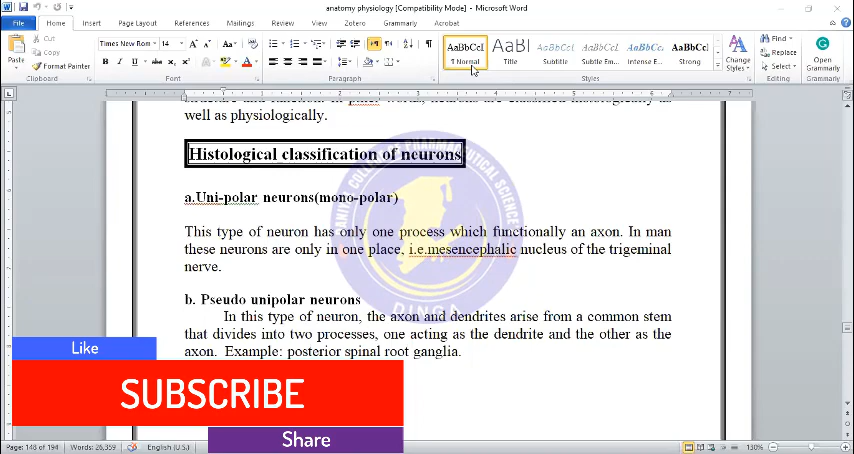 anatomy physiology [Compatibility Mode] - Microsoft Word
File Home Insert Page Layout References Mailings Review View Zotero Grammarly Acrobat
Cut
Copy
Format Painter
Paste
Clipboard
Times New Rom 14
Font
Paragraph
AaBbCcI AaBl AaBbCcl AaBbCcl AaBbCc. AaBbCcl
¶ Normal Title Subtitle Subtle Em... Intense E... Strong
Styles
Change
Styles
Find
Replace
Select
Editing
Open
Grammarly
Grammarly
well as physiologically.
Histological classification of neurons
a.Uni-polar neurons(mono-polar)
This type of neuron has only one process which functionally an axon. In man
these neurons are only in one place, i.e.mesencephalic nucleus of the trigeminal
nerve.
b. Pseudo unipolar neurons
In this type of neuron, the axon and dendrites arise from a common stem
that divides into two processes, one acting as the dendrite and the other as the
axon. Example: posterior spinal root ganglia.
DINGA
Like
SUBSCRIBE
Share
Page: 148 of 194 Words: 26,359 English (U.S.) 130%